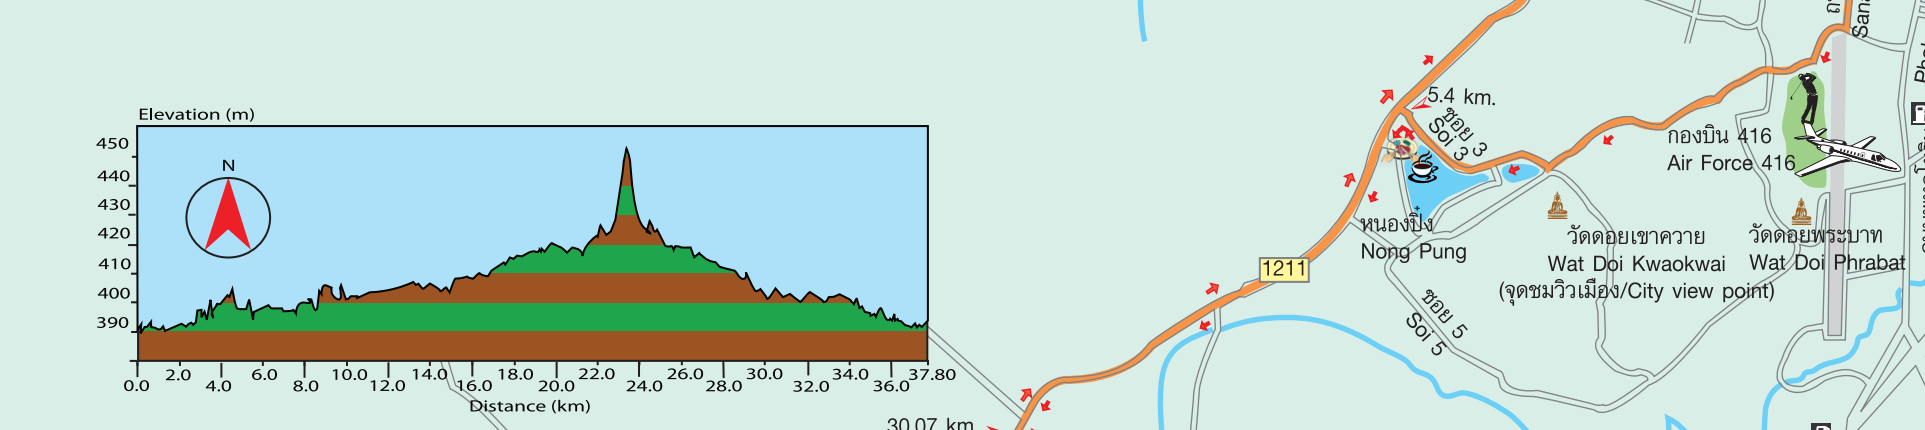 Elevation (m)
450
440
430
420
410
400
390
N
0.0
2.0
4.0
6.0
8.0
10.0
12.0
14.0
16.0
18.0
20.0
22.0
24.0
26.0
28.0
30.0
32.0
34.0
36.0
37.80
Distance (km)
30.07 km
1211
5.4 km.
ซอย 3
Soi 3
หนองปึ๋ง
Nong Pung
ซอย 5
Soi 5
กองบิน 416
Air Force 416
วัดดอยเขาควาย
Wat Doi Kwaokwai
(จุดชมวิวเมือง/City view point)
วัดดอยพระบาท
Wat Doi Phrabat